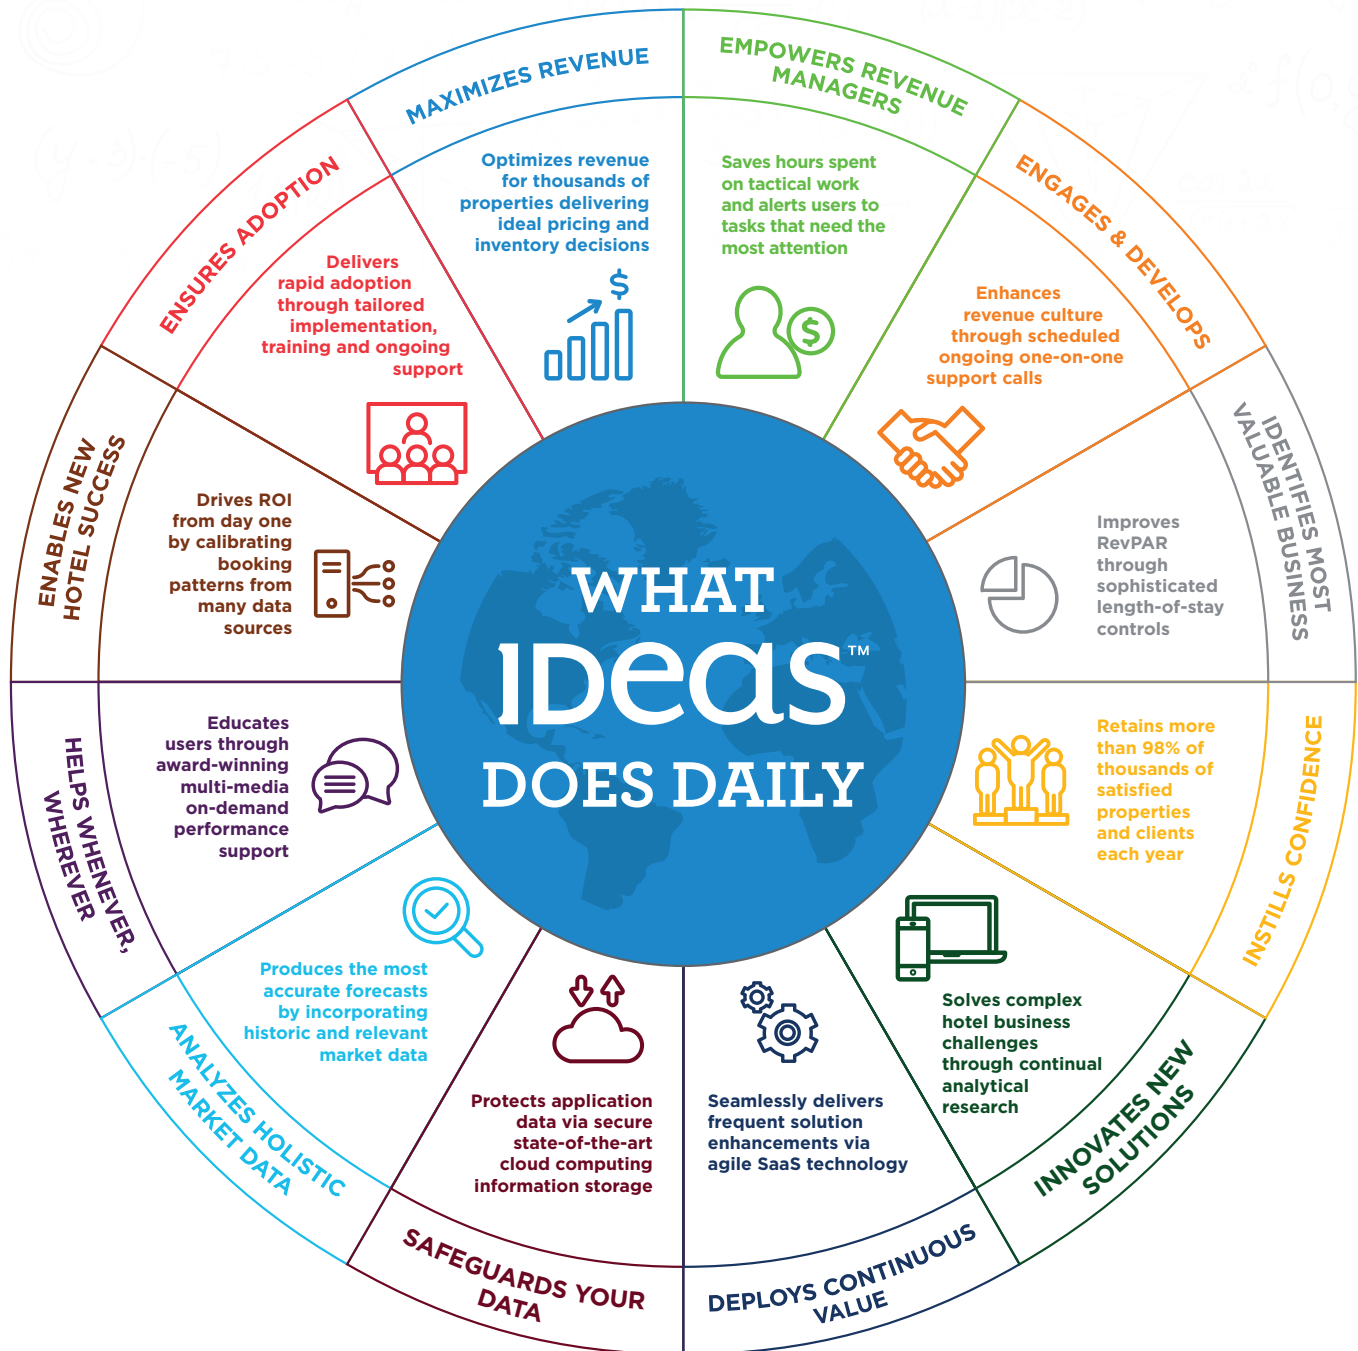 WHAT
IDeaS™
DOES DAILY
MAXIMIZES REVENUE
Optimizes revenue
for thousands of
properties delivering
ideal pricing and
inventory decisions
$
EMPOWERS REVENUE
MANAGERS
Saves hours spent
on tactical work
and alerts users to
tasks that need the
most attention
$
ENGAGES & DEVELOPS
Enhances
revenue culture
through scheduled
ongoing one-on-one
support calls
IDENTIFIES MOST
VALUABLE BUSINESS
Improves
RevPAR
through
sophisticated
length-of-stay
controls
INSTILLS CONFIDENCE
Retains more
than 98% of
thousands of
satisfied
properties
and clients
each year
INNOVATES NEW
SOLUTIONS
Solves complex
hotel business
challenges
through continual
analytical
research
DEPLOYS CONTINUOUS
VALUE
Seamlessly delivers
frequent solution
enhancements via
agile SaaS technology
SAFEGUARDS YOUR
DATA
Protects application
data via secure
state-of-the-art
cloud computing
information storage
ANALYZES HOLISTIC
MARKET DATA
Produces the most
accurate forecasts
by incorporating
historic and relevant
market data
HELPS WHENEVER,
WHEREVER
Educates
users through
award-winning
multi-media
on-demand
performance
support
ENABLES NEW
HOTEL SUCCESS
Drives ROI
from day one
by calibrating
booking
patterns from
many data
sources
ENSURES ADOPTION
Delivers
rapid adoption
through tailored
implementation,
training and ongoing
support